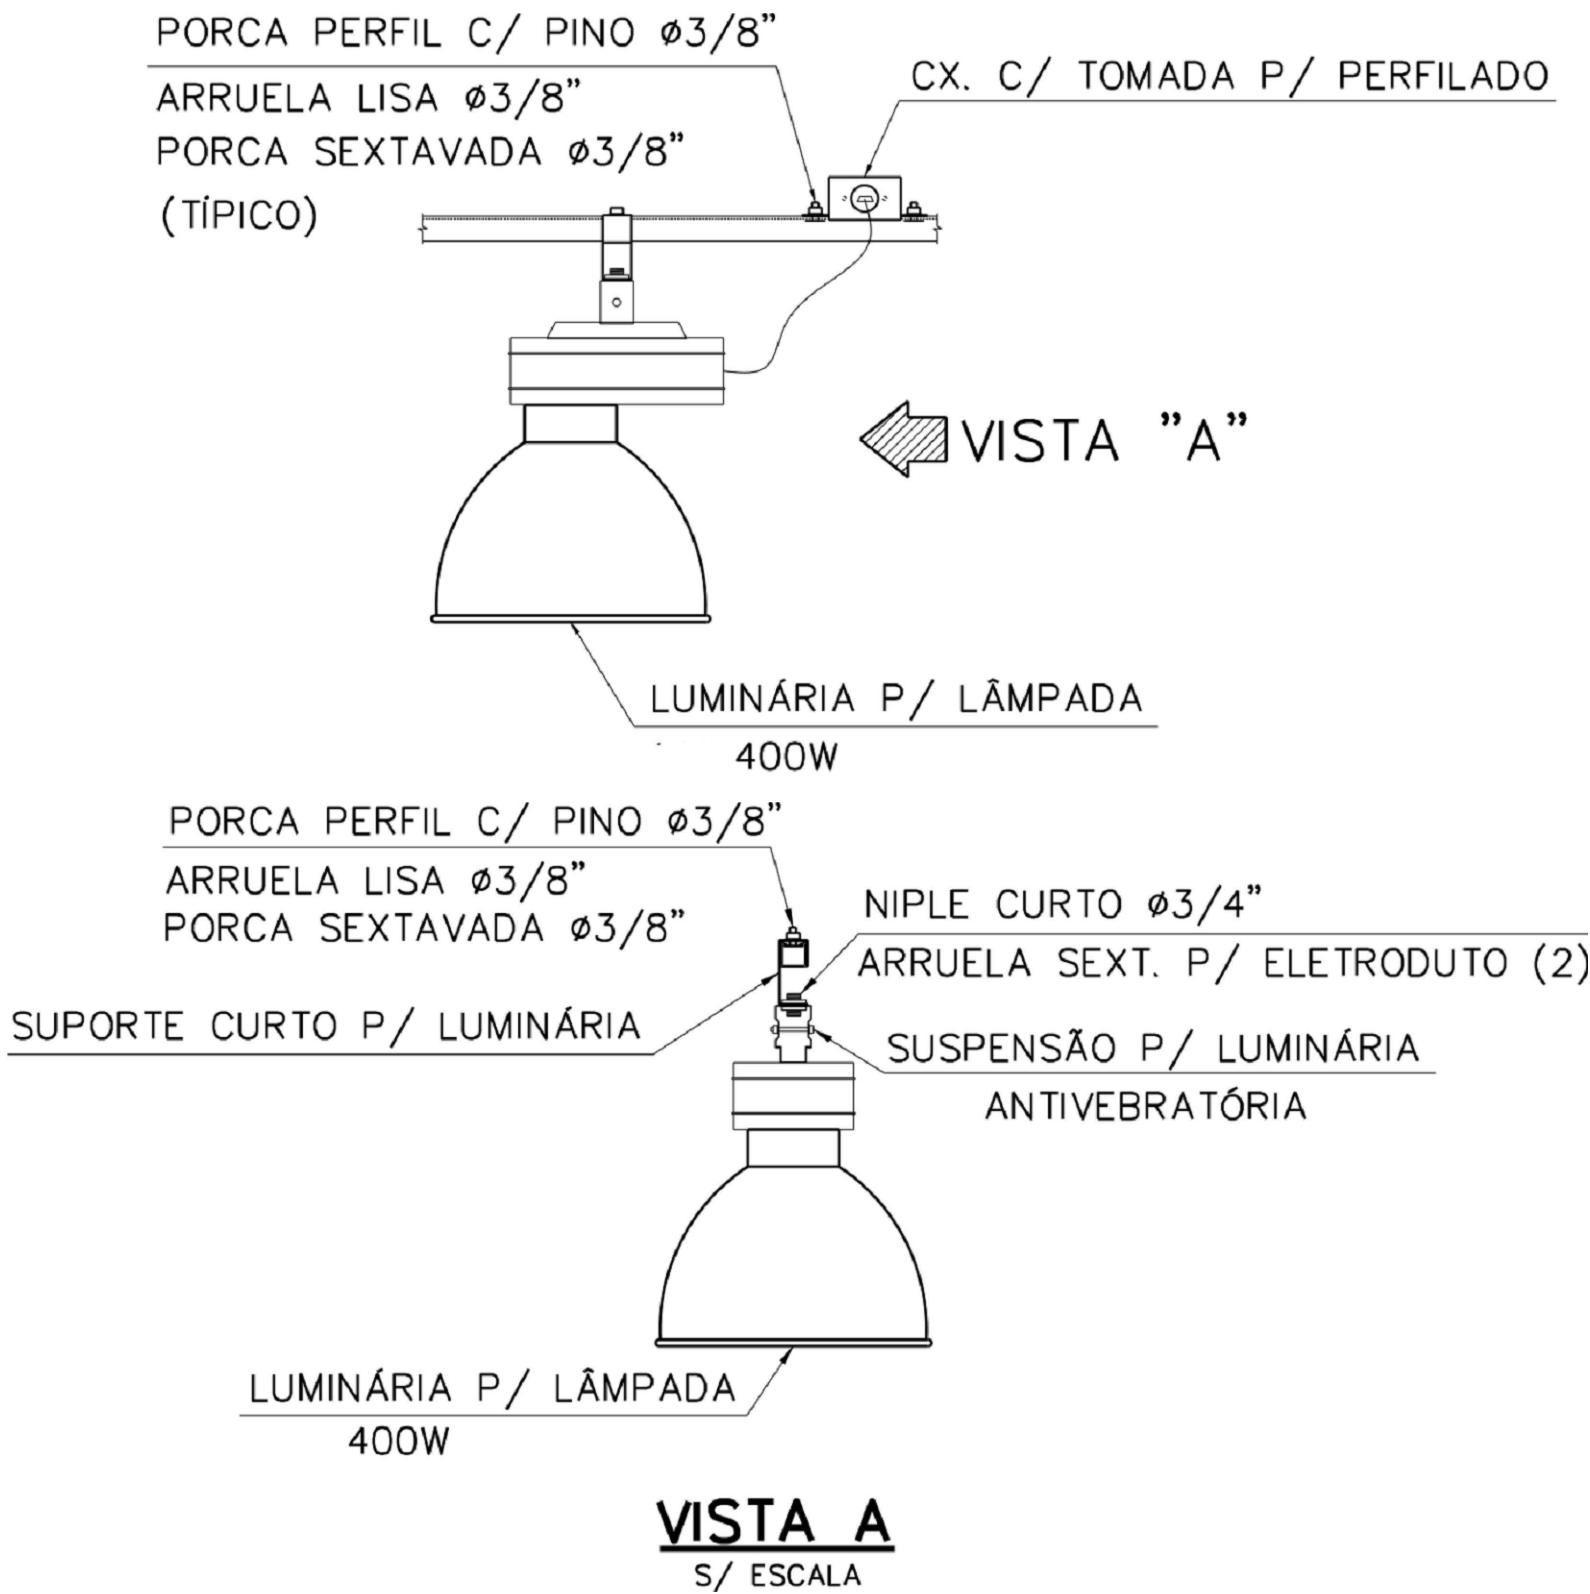 PORCA PERFIL C/ PINO ø3/8”
ARRUELA LISA ø3/8”
PORCA SEXTAVADA ø3/8”
(TÍPICO)
CX. C/ TOMADA P/ PERFILADO
VISTA ”A”
LUMINÁRIA P/ LÂMPADA
400W
PORCA PERFIL C/ PINO ø3/8”
ARRUELA LISA ø3/8”
PORCA SEXTAVADA ø3/8”
NIPLE CURTO ø3/4”
ARRUELA SEXT. P/ ELETRODUTO (2)
SUPORTE CURTO P/ LUMINÁRIA
SUSPENSÃO P/ LUMINÁRIA
ANTIVEBRATÓRIA
LUMINÁRIA P/ LÂMPADA
400W
VISTA A
S/ ESCALA